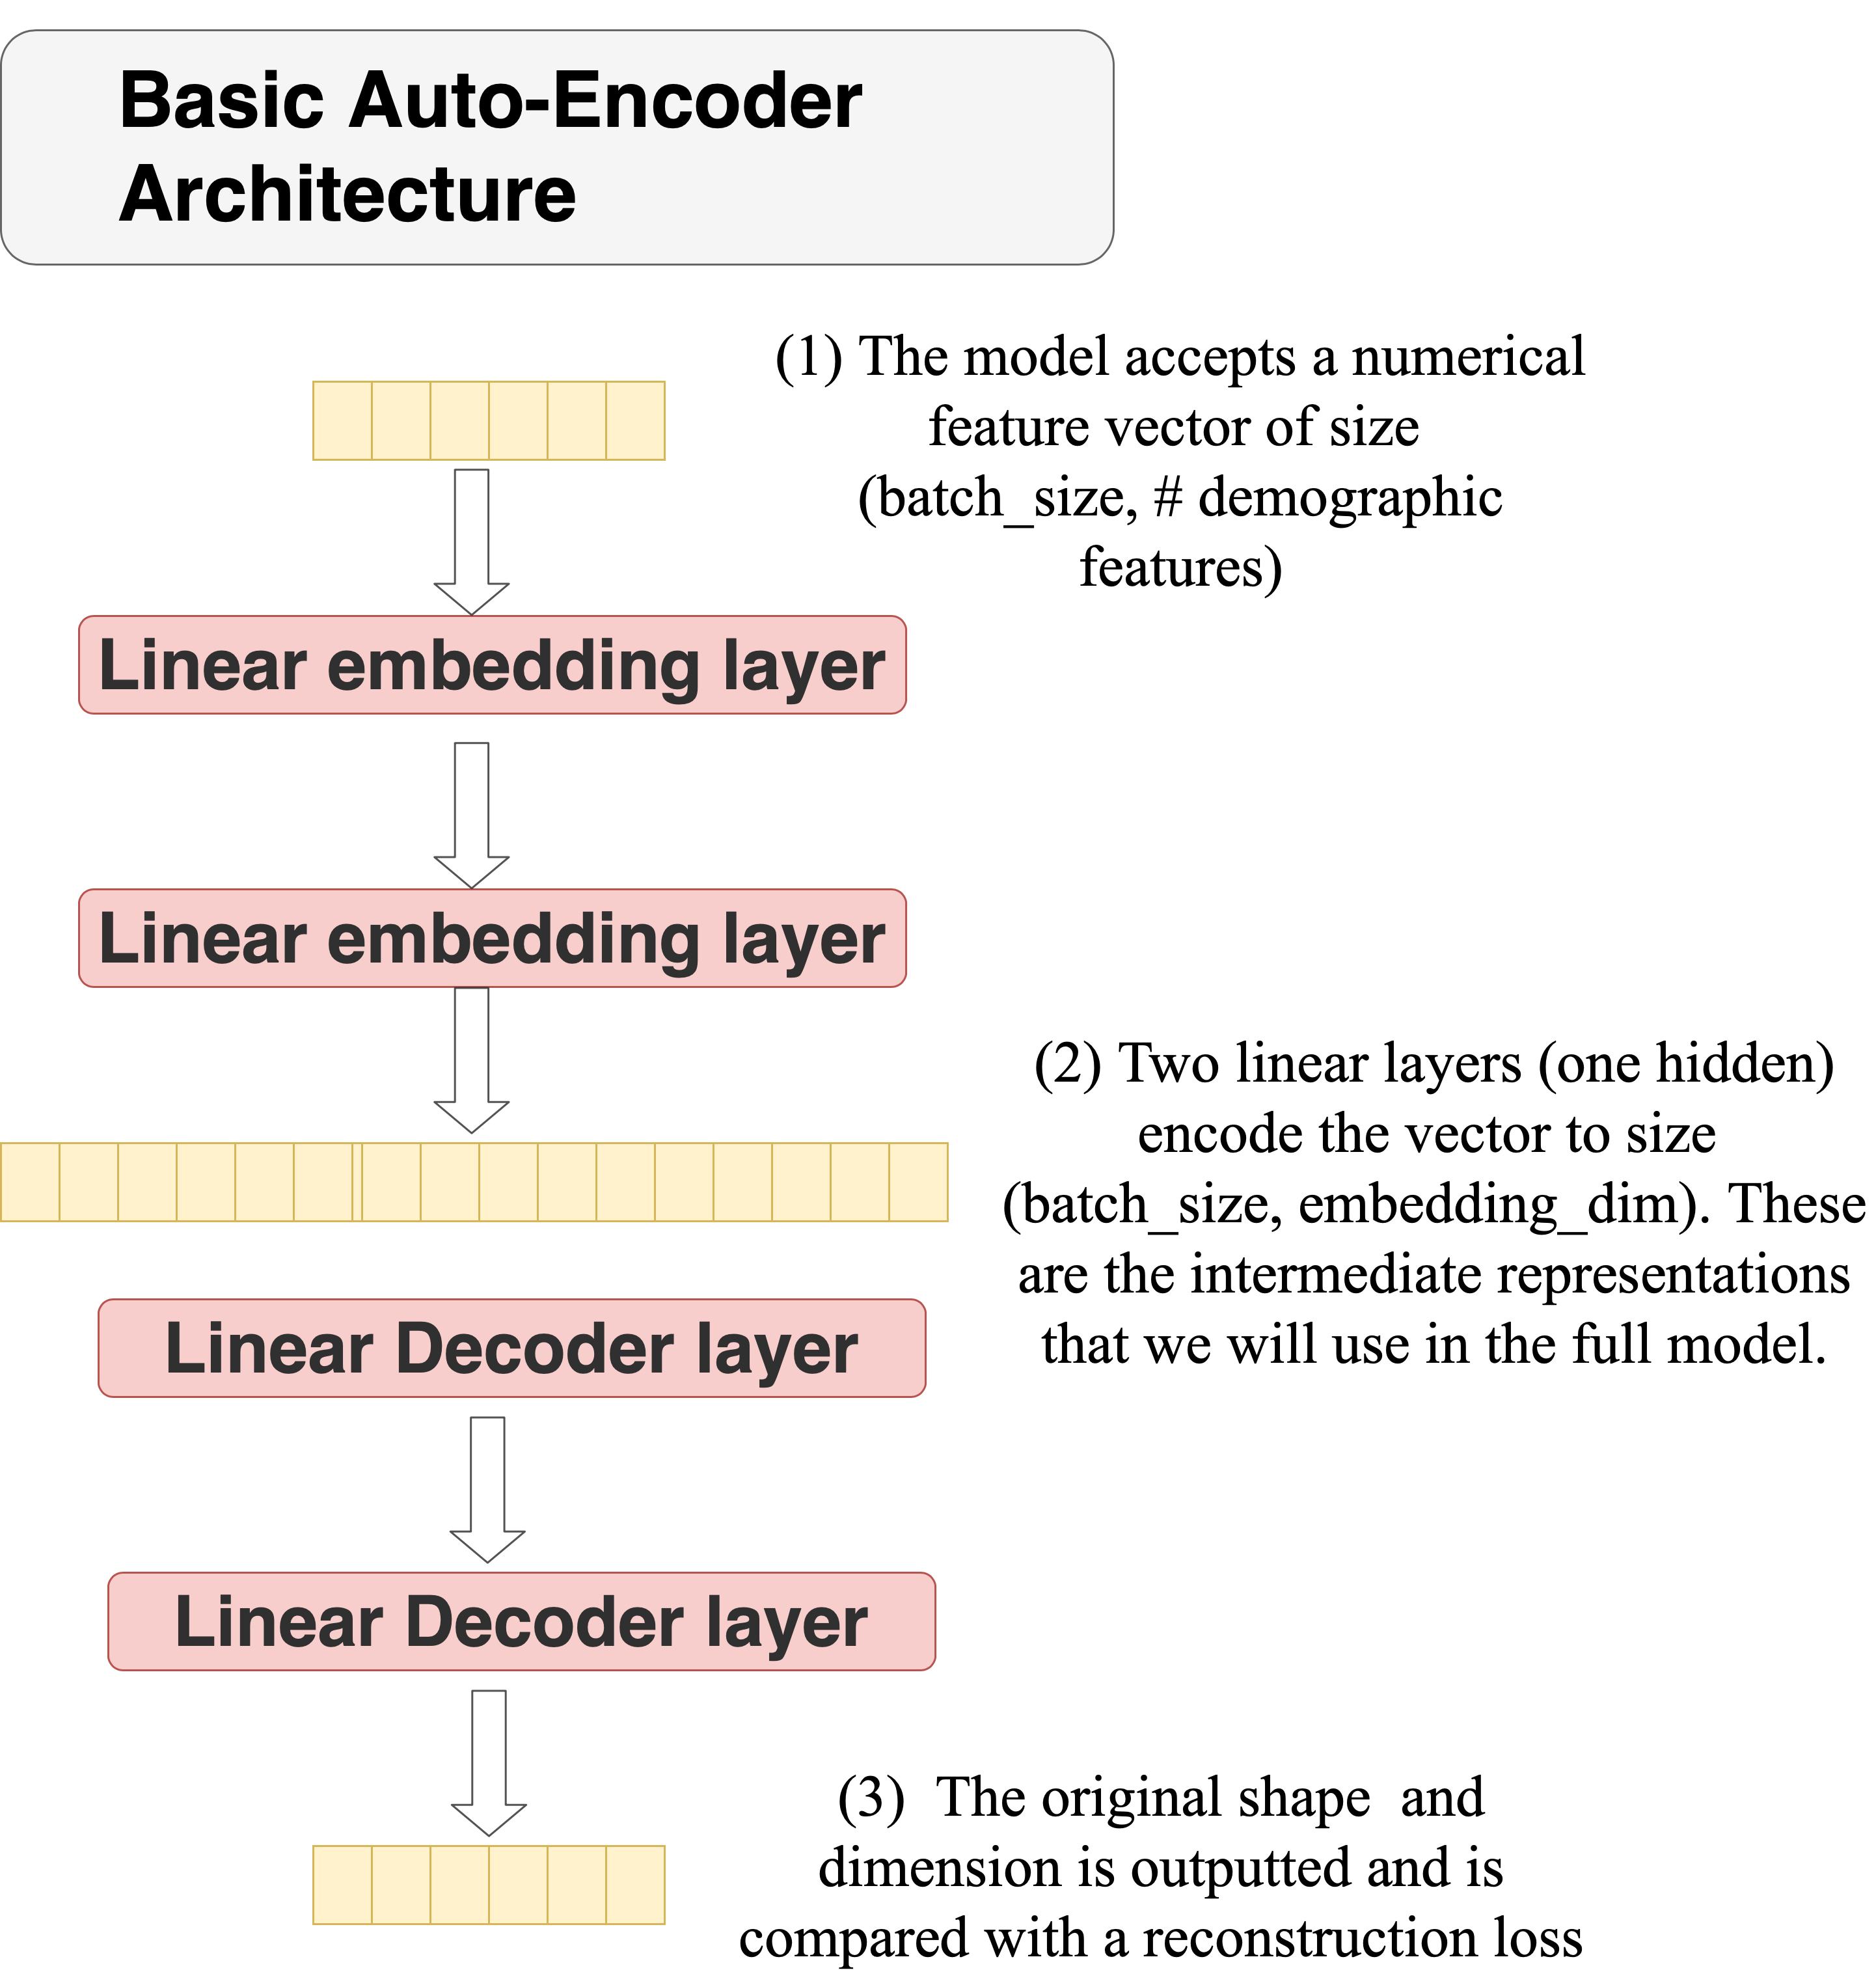 Basic Auto-Encoder
Architecture
(1) The model accepts a numerical
feature vector of size
(batch_size, # demographic
features)
Linear embedding layer
Linear embedding layer
(2) Two linear layers (one hidden)
encode the vector to size
(batch_size, embedding_dim). These
are the intermediate representations
that we will use in the full model.
Linear Decoder layer
Linear Decoder layer
(3) The original shape and
dimension is outputted and is
compared with a reconstruction loss